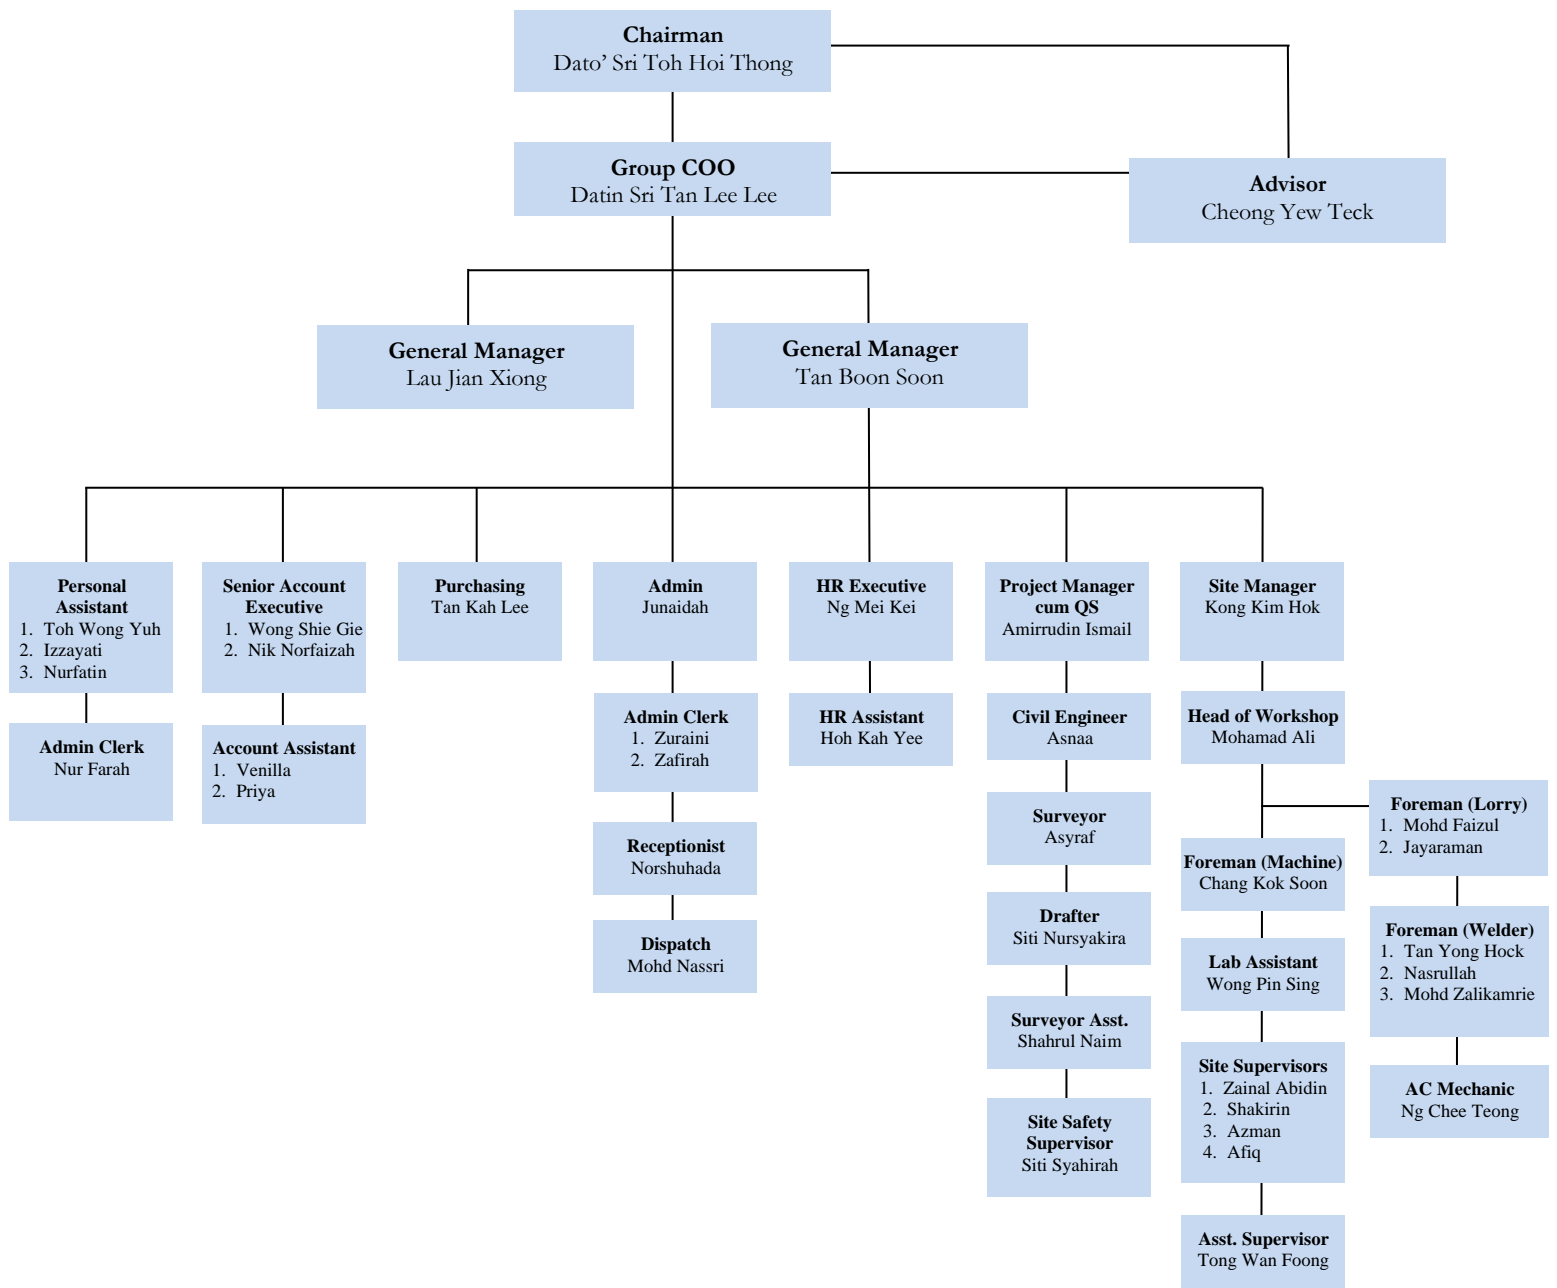 Chairman
Dato’ Sri Toh Hoi Thong
Group COO
Datin Sri Tan Lee Lee
Advisor
Cheong Yew Teck
General Manager
Lau Jian Xiong
General Manager
Tan Boon Soon
Personal
Assistant
1. Toh Wong Yuh
2. Izzayati
3. Nurfatin
Senior Account
Executive
1. Wong Shie Gie
2. Nik Norfaizah
Purchasing
Tan Kah Lee
Admin
Junaidah
HR Executive
Ng Mei Kei
Project Manager
cum QS
Amirrudin Ismail
Site Manager
Kong Kim Hok
Admin Clerk
Nur Farah
Account Assistant
1. Venilla
2. Priya
Admin Clerk
1. Zuraini
2. Zafirah
HR Assistant
Hoh Kah Yee
Civil Engineer
Asnaa
Head of Workshop
Mohamad Ali
Receptionist
Norshuhada
Surveyor
Asyraf
Foreman (Machine)
Chang Kok Soon
Foreman (Lorry)
1. Mohd Faizul
2. Jayaraman
Dispatch
Mohd Nassri
Drafter
Siti Nursyakira
Lab Assistant
Wong Pin Sing
Foreman (Welder)
1. Tan Yong Hock
2. Nasrullah
3. Mohd Zalikamrie
Surveyor Asst.
Shahrul Naim
Site Supervisors
1. Zainal Abidin
2. Shakirin
3. Azman
4. Afiq
AC Mechanic
Ng Chee Teong
Site Safety
Supervisor
Siti Syahirah
Asst. Supervisor
Tong Wan Foong